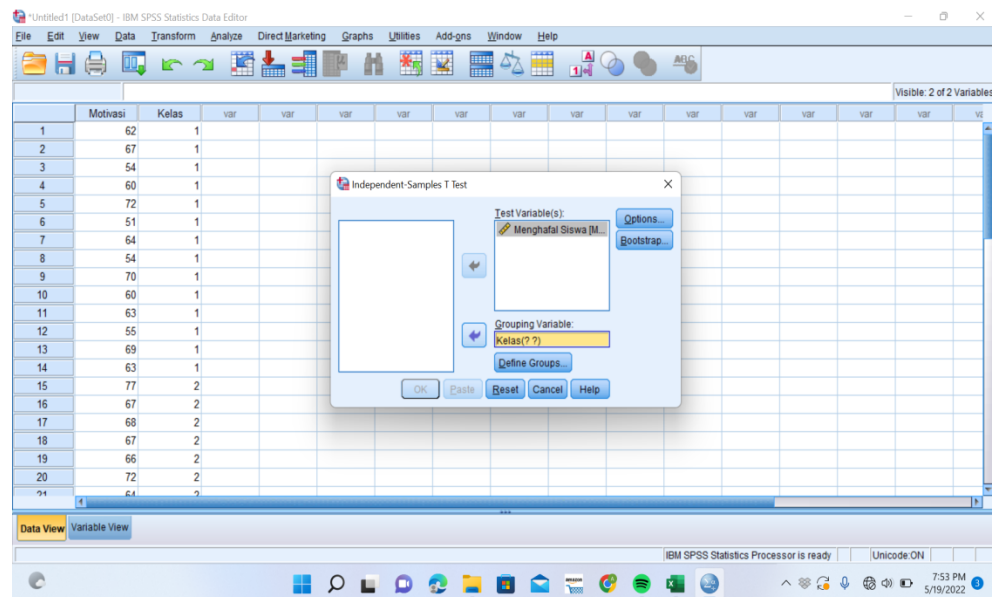 *Untitled1 [DataSet0] - IBM SPSS Statistics Data Editor
File Edit View Data Transform Analyze Direct Marketing Graphs Utilities Add-ons Window Help
Visible: 2 of 2 Variables
Motivasi Kelas var var var var var var var var var var var var var
1 62 1
2 67 1
3 54 1
4 60 1
5 72 1
6 51 1
7 64 1
8 54 1
9 70 1
10 60 1
11 63 1
12 55 1
13 69 1
14 63 1
15 77 2
16 67 2
17 68 2
18 67 2
19 66 2
20 72 2
21 64 2
Independent-Samples T Test
Test Variable(s):
Menghafal Siswa [M...
Options...
Bootstrap...
Grouping Variable:
Kelas(? ?)
Define Groups...
OK Paste Reset Cancel Help
Data View Variable View
IBM SPSS Statistics Processor is ready Unicode:ON
7:53 PM
5/19/2022
3